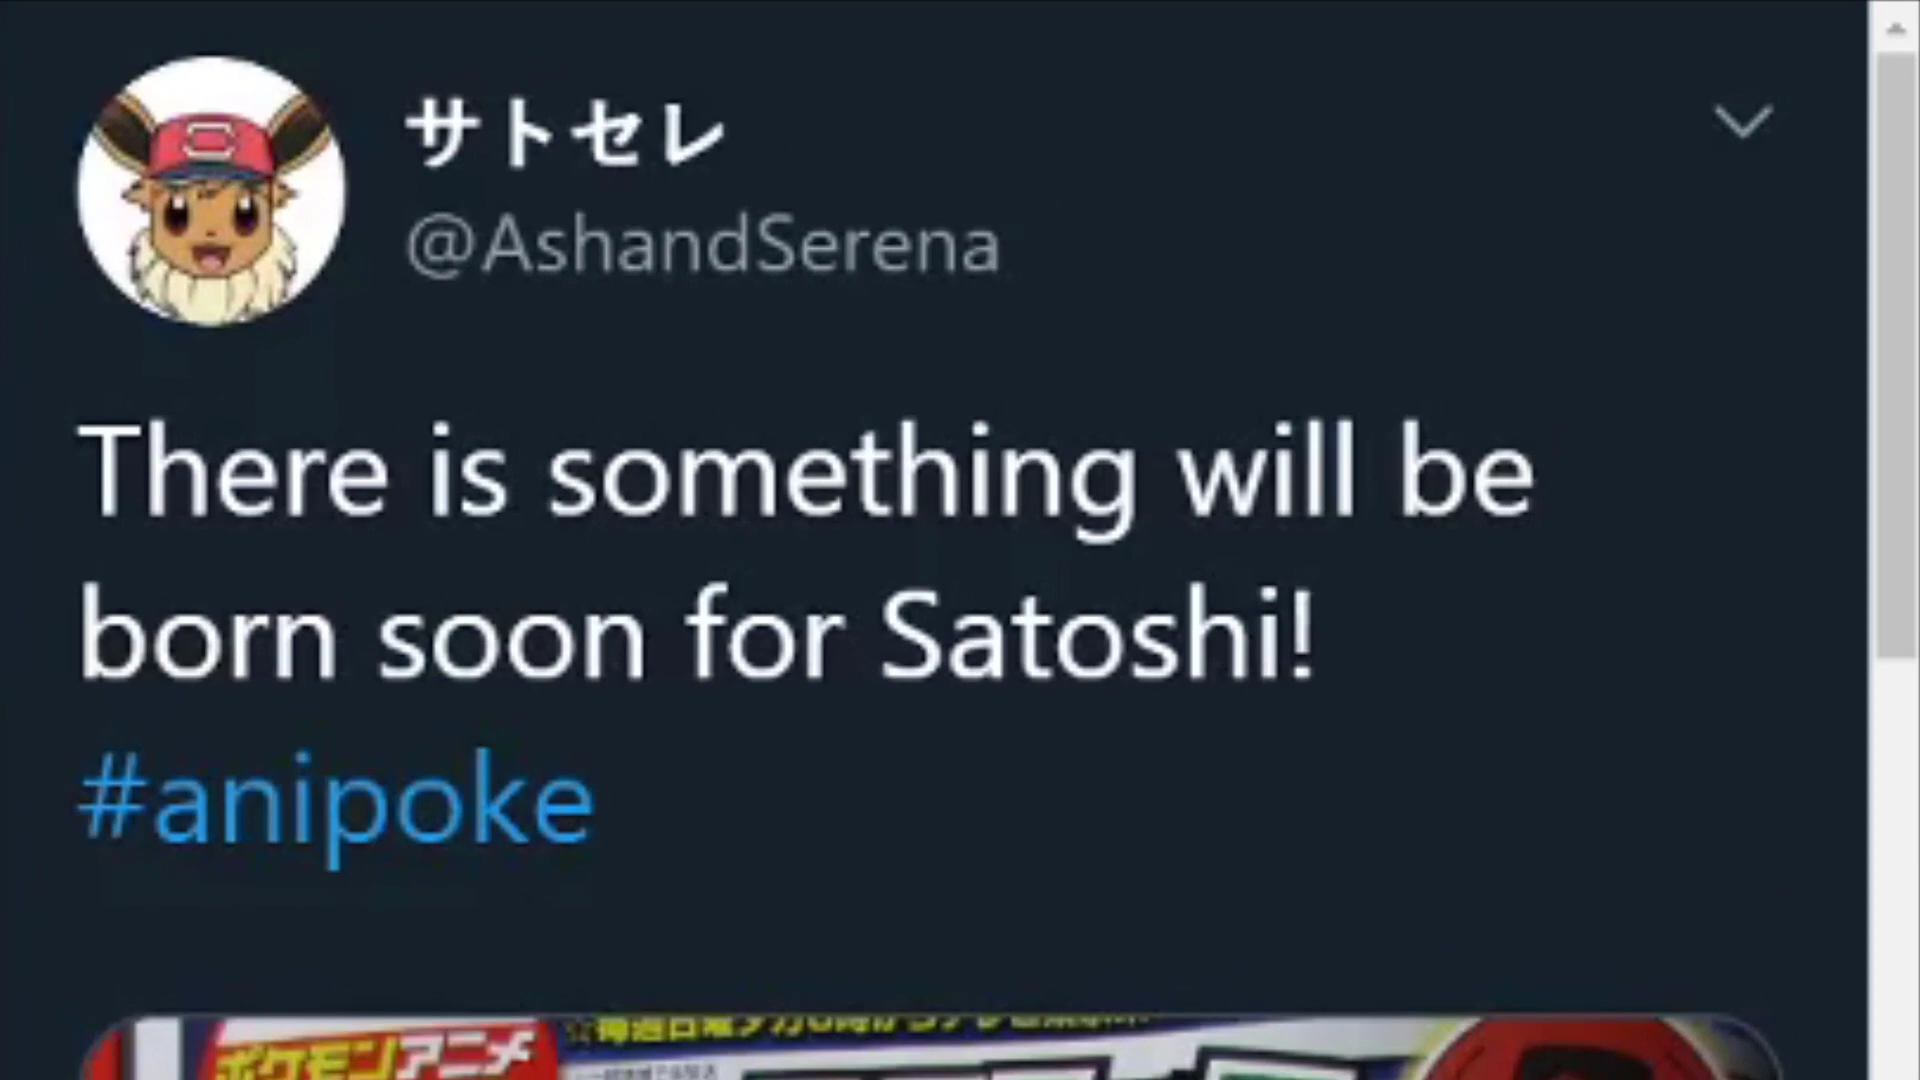 サトセレ
@AshandSerena
There is something will be
born soon for Satoshi!
#anipoke
ポケモンアニメ